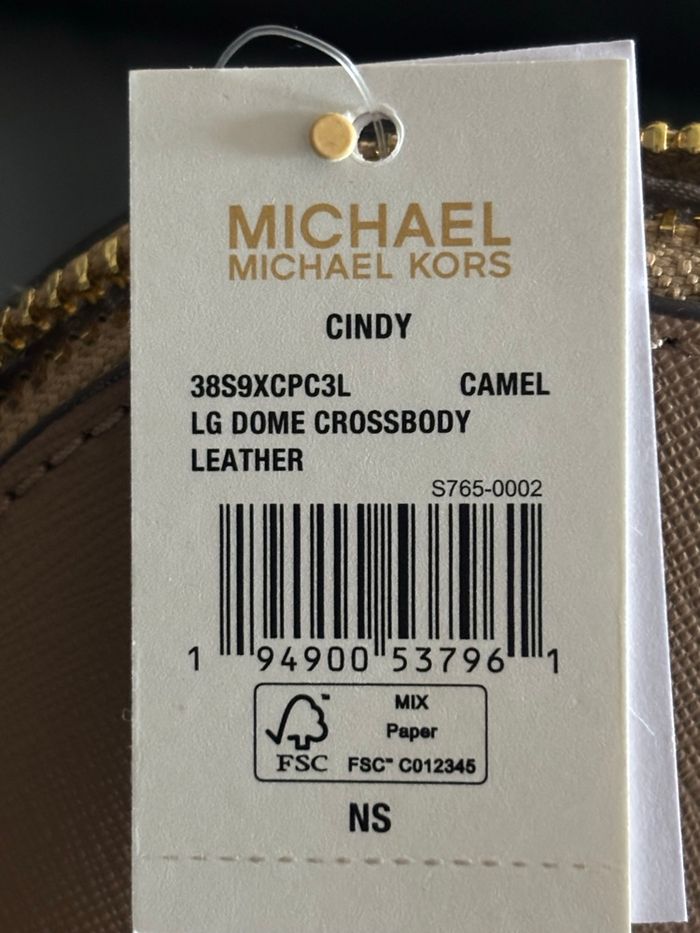 MICHAEL
MICHAEL KORS
CINDY
38S9XCPC3L CAMEL
LG DOME CROSSBODY
LEATHER
S765-0002
1 94900 53796 1
FSC
MIX
Paper
FSC™ C012345
NS